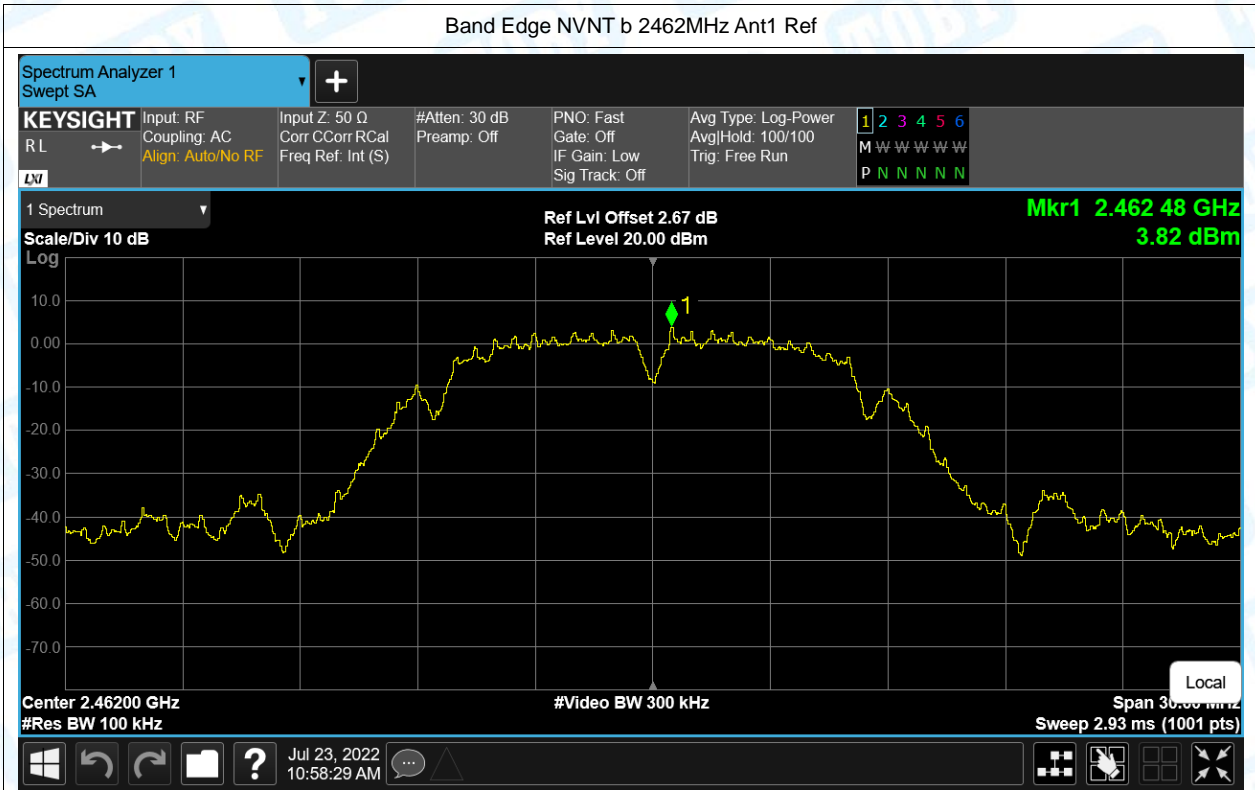 Band Edge NVNT b 2462MHz Ant1 Ref
Spectrum Analyzer 1
Swept SA
KEYSIGHT
RL
LXI
Input: RF
Coupling: AC
Align: Auto/No RF
Input Z: 50 Ω
Corr CCorr RCal
Freq Ref: Int (S)
#Atten: 30 dB
Preamp: Off
PNO: Fast
Gate: Off
IF Gain: Low
Sig Track: Off
Avg Type: Log-Power
Avg|Hold: 100/100
Trig: Free Run
1 2 3 4 5 6
M W W W W W
P N N N N N
1 Spectrum
Scale/Div 10 dB
Log
Ref Lvl Offset 2.67 dB
Ref Level 20.00 dBm
Mkr1 2.462 48 GHz
3.82 dBm
10.0
0.00
-10.0
-20.0
-30.0
-40.0
-50.0
-60.0
-70.0
1
Local
Center 2.46200 GHz
#Res BW 100 kHz
#Video BW 300 kHz
Span 30.00 MHz
Sweep 2.93 ms (1001 pts)
?
Jul 23, 2022
10:58:29 AM